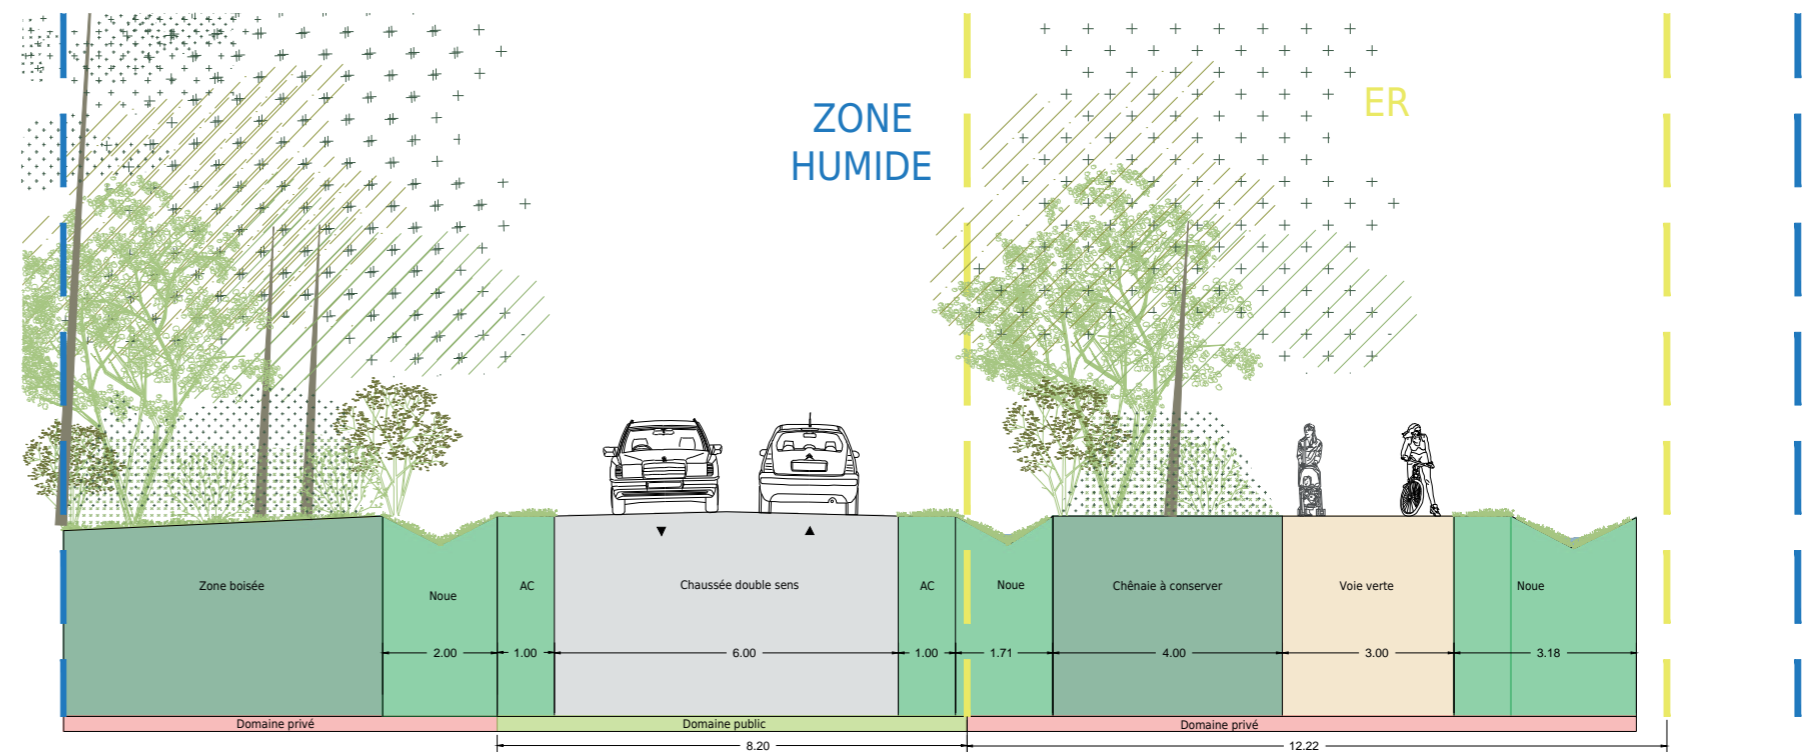 ZONE
HUMIDE
ER
Zone boisée
Noue
AC
Chaussée double sens
AC
Noue
Chênaie à conserver
Voie verte
Noue
2.00
1.00
6.00
1.00
1.71
4.00
3.00
3.18
Domaine privé
Domaine public
Domaine privé
8.20
12.22